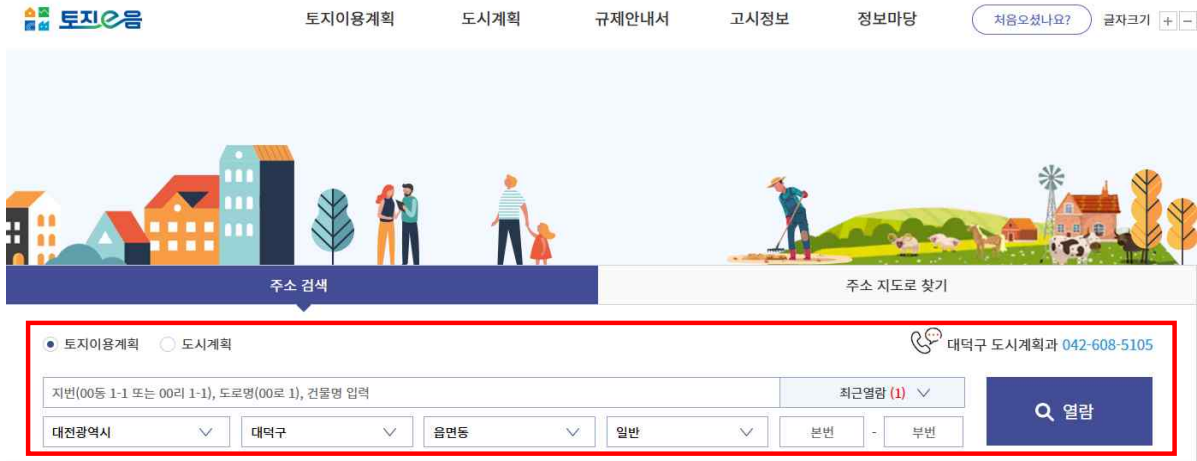 토지e음 토지이용계획 도시계획 규제안내서 고시정보 정보마당 처음오셨나요? 글자크기 + -
주소 검색 주소 지도로 찾기
토지이용계획 도시계획 대덕구 도시계획과 042-608-5105
지번(00동 1-1 또는 00리 1-1), 도로명(00로 1), 건물명 입력 최근열람 (1) 열람
대전광역시 대덕구 읍면동 일반 본번 - 부번